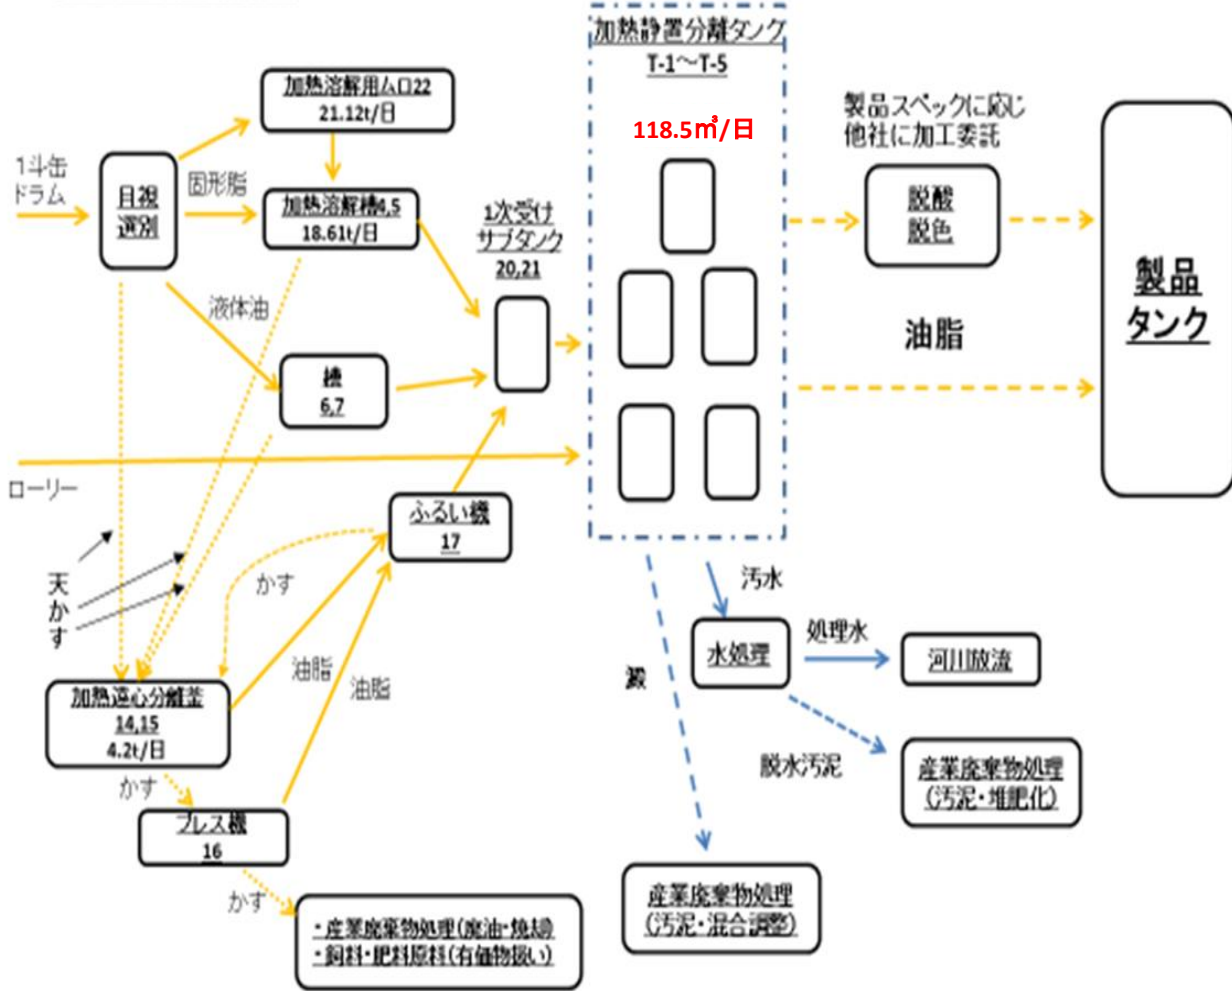 加熱静置分離タンク
T-1～T-5
118.5㎥/日
加熱溶解用ムロ22
21.12t/日
1斗缶
ドラム
目視
選別
固形脂
加熱溶解槽4,5
18.61t/日
1次受け
サブタンク
20,21
製品スペックに応じ
他社に加工委託
脱酸
脱色
製品
タンク
液体油
油脂
槽
6,7
ローリー
ふるい機
17
天
か
す
かす
油脂
油脂
汚水
水処理
処理水
河川放流
澱
加熱遠心分離釜
14,15
4.2t/日
脱水汚泥
産業廃棄物処理
(汚泥・堆肥化)
かす
プレス機
16
かす
産業廃棄物処理
(汚泥・混合調整)
・産業廃棄物処理(廃油・焼却)
・飼料・肥料原料(有価物扱い)